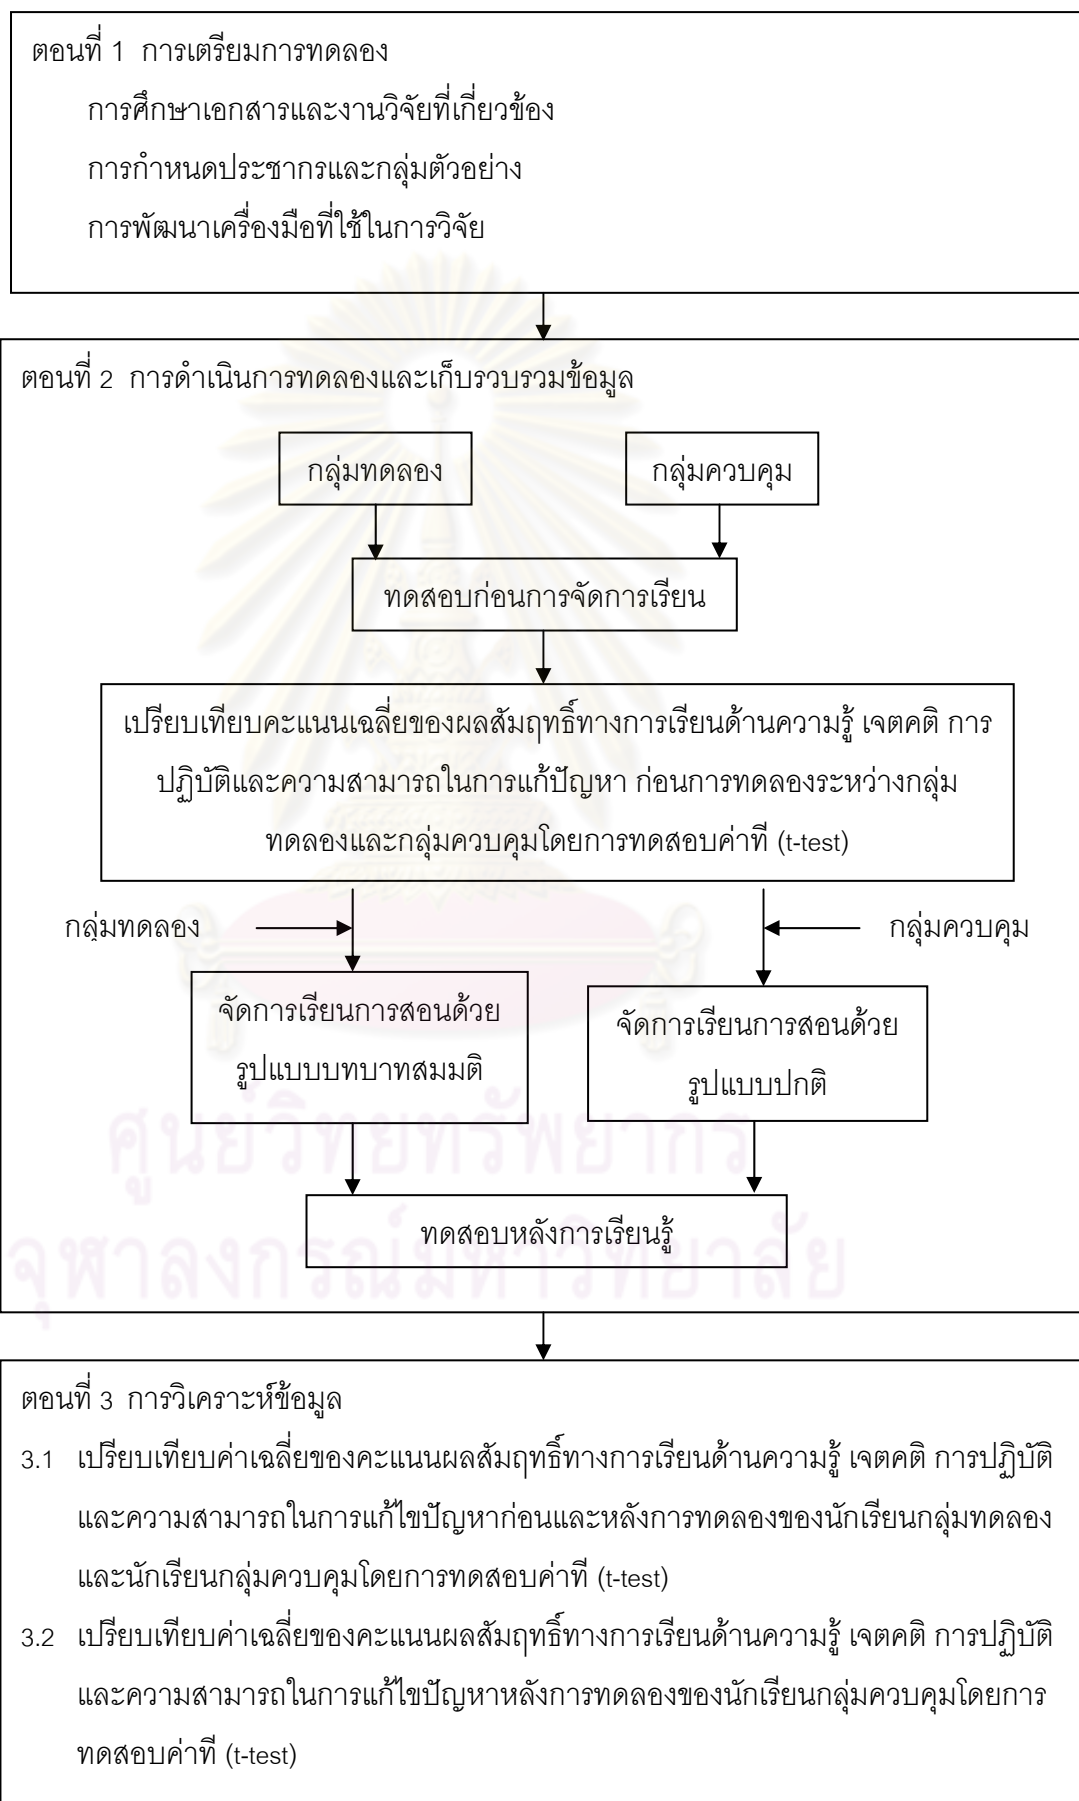 ตอนที่ 1 การเตรียมการทดลอง
การศึกษาเอกสารและงานวิจัยที่เกี่ยวข้อง
การกำหนดประชากรและกลุ่มตัวอย่าง
การพัฒนาเครื่องมือที่ใช้ในการวิจัย
ตอนที่ 2 การดำเนินการทดลองและเก็บรวบรวมข้อมูล
กลุ่มทดลอง
กลุ่มควบคุม
ทดสอบก่อนการจัดการเรียน
เปรียบเทียบคะแนนเฉลี่ยของผลสัมฤทธิ์ทางการเรียนด้านความรู้ เจตคติ การ
ปฏิบัติและความสามารถในการแก้ปัญหา ก่อนการทดลองระหว่างกลุ่ม
ทดลองและกลุ่มควบคุมโดยการทดสอบค่าที (t-test)
กลุ่มทดลอง
กลุ่มควบคุม
จัดการเรียนการสอนด้วย
รูปแบบบทบาทสมมติ
จัดการเรียนการสอนด้วย
รูปแบบปกติ
ศูนย์วิทยทรัพยากร
ทดสอบหลังการเรียนรู้
จุฬาลงกรณ์มหาวิทยาลัย
ตอนที่ 3 การวิเคราะห์ข้อมูล
3.1 เปรียบเทียบค่าเฉลี่ยของคะแนนผลสัมฤทธิ์ทางการเรียนด้านความรู้ เจตคติ การปฏิบัติ
และความสามารถในการแก้ไขปัญหาก่อนและหลังการทดลองของนักเรียนกลุ่มทดลอง
และนักเรียนกลุ่มควบคุมโดยการทดสอบค่าที (t-test)
3.2 เปรียบเทียบค่าเฉลี่ยของคะแนนผลสัมฤทธิ์ทางการเรียนด้านความรู้ เจตคติ การปฏิบัติ
และความสามารถในการแก้ไขปัญหาหลังการทดลองของนักเรียนกลุ่มควบคุมโดยการ
ทดสอบค่าที (t-test)